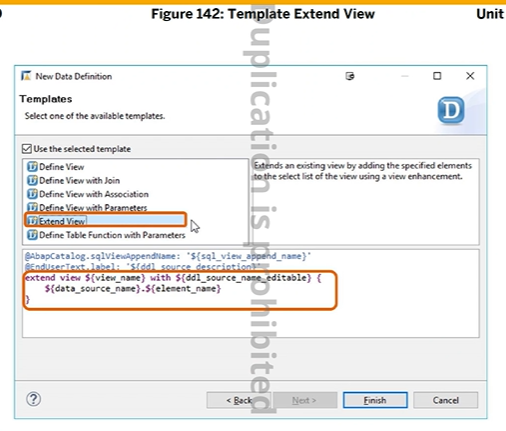 Figure 142: Template Extend View
Unit
Duplication is prohibited
New Data Definition
Templates
Select one of the available templates.
D
Use the selected template
Define View
Define View with Join
Define View with Association
Define View with Parameters
Extend View
Define Table Function with Parameters
Extends an existing view by adding the specified elements
to the select list of the view using a view enhancement.
@AbapCatalog.sqlViewAppendName: '${sql_view_append_name}'
@EndUserText.label: '${ddl_source_description}'
extend view ${view_name} with ${ddl_source_name_editable} {
${data_source_name}.${element_name}
}
?
< Back
Next >
Finish
Cancel